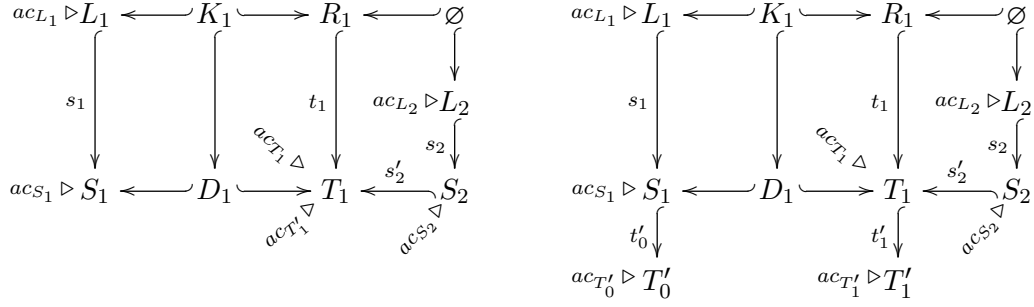 ac_{L_1} ▷ L_1 K_1 R_1 ∅ ac_{L_1} ▷ L_1 K_1 R_1 ∅
ac_{L_2} ▷ L_2 ac_{L_2} ▷ L_2
s_1 t_1 s_1 t_1
s_2 s_2
ac_{T_1} ▷ ac_{T_1} ▷
s'_2 s'_2
ac_{S_1} ▷ S_1 D_1 T_1 S_2 ac_{S_1} ▷ S_1 D_1 T_1 S_2
ac_{T'_1} ▷ ac_{S_2} ▷ ac_{S_2} ▷
t'_0 t'_1
ac_{T'_0} ▷ T'_0 ac_{T'_1} ▷ T'_1